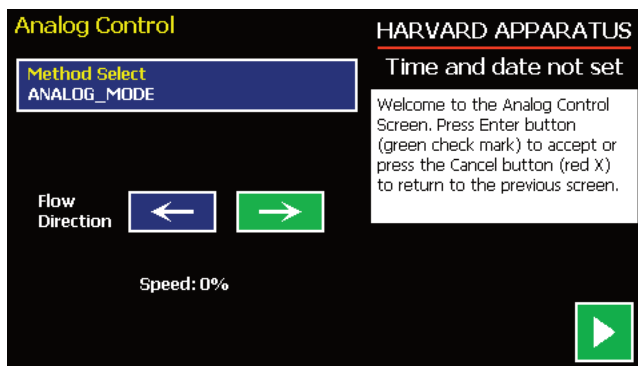 Analog Control
Method Select
ANALOG_MODE
Flow
Direction
Speed: 0%
HARVARD APPARATUS
Time and date not set
Welcome to the Analog Control
Screen. Press Enter button
(green check mark) to accept or
press the Cancel button (red X)
to return to the previous screen.